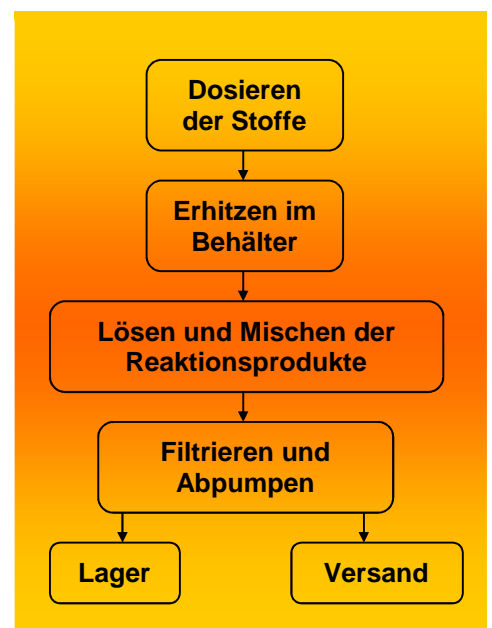 Dosieren
der Stoffe
Erhitzen im
Behälter
Lösen und Mischen der
Reaktionsprodukte
Filtrieren und
Abpumpen
Lager
Versand